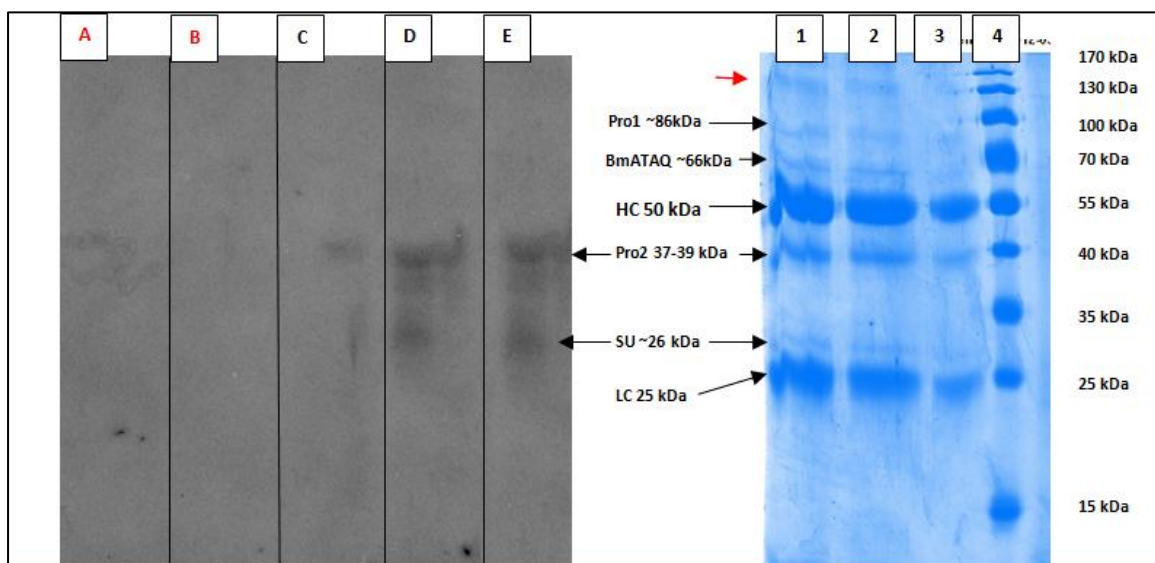 A B C D E 1 2 3 4
170 kDa
130 kDa
Pro1 ~86kDa
100 kDa
BmATAQ ~66kDa
70 kDa
HC 50 kDa
55 kDa
Pro2 37-39 kDa
40 kDa
35 kDa
SU ~26 kDa
LC 25 kDa
25 kDa
15 kDa